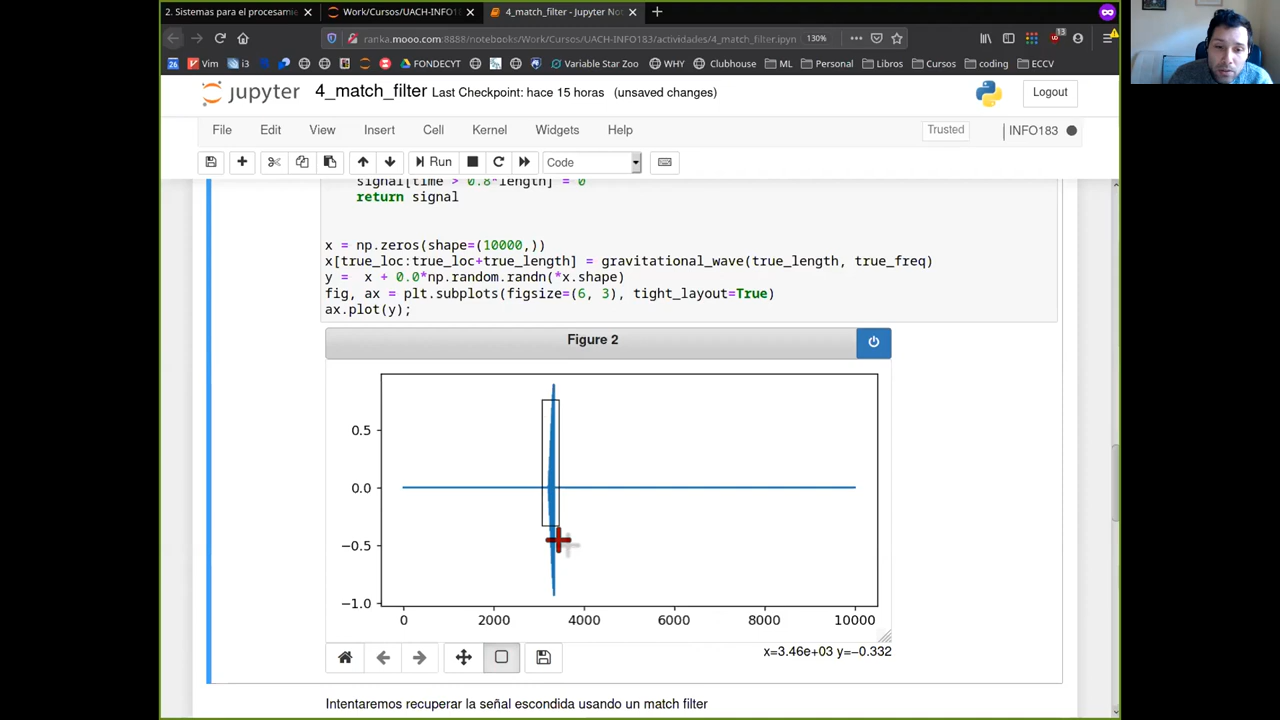 2. Sistemas para el procesamie
Work/Cursos/UACH-INFO1
4_match_filter - Jupyter Not
ranka.mooo.com:8888/notebooks/Work/Cursos/UACH-INFO183/actividades/4_match_filter.ipyn
130%
13
26
Vim
i3
FONDECYT
Variable Star Zoo
WHY
Clubhouse
ML
Personal
Libros
Cursos
coding
ECCV
jupyter
4_match_filter Last Checkpoint: hace 15 horas (unsaved changes)
Logout
File Edit View Insert Cell Kernel Widgets Help
Trusted
INFO183
Run
Code
signal[time > 0.8*length] = 0
return signal
x = np.zeros(shape=(10000,))
x[true_loc:true_loc+true_length] = gravitational_wave(true_length, true_freq)
y =  x + 0.0*np.random.randn(*x.shape)
fig, ax = plt.subplots(figsize=(6, 3), tight_layout=True)
ax.plot(y);
Figure 2
0.5
0.0
−0.5
−1.0
0 2000 4000 6000 8000 10000
x=3.46e+03 y=−0.332
Intentaremos recuperar la señal escondida usando un match filter